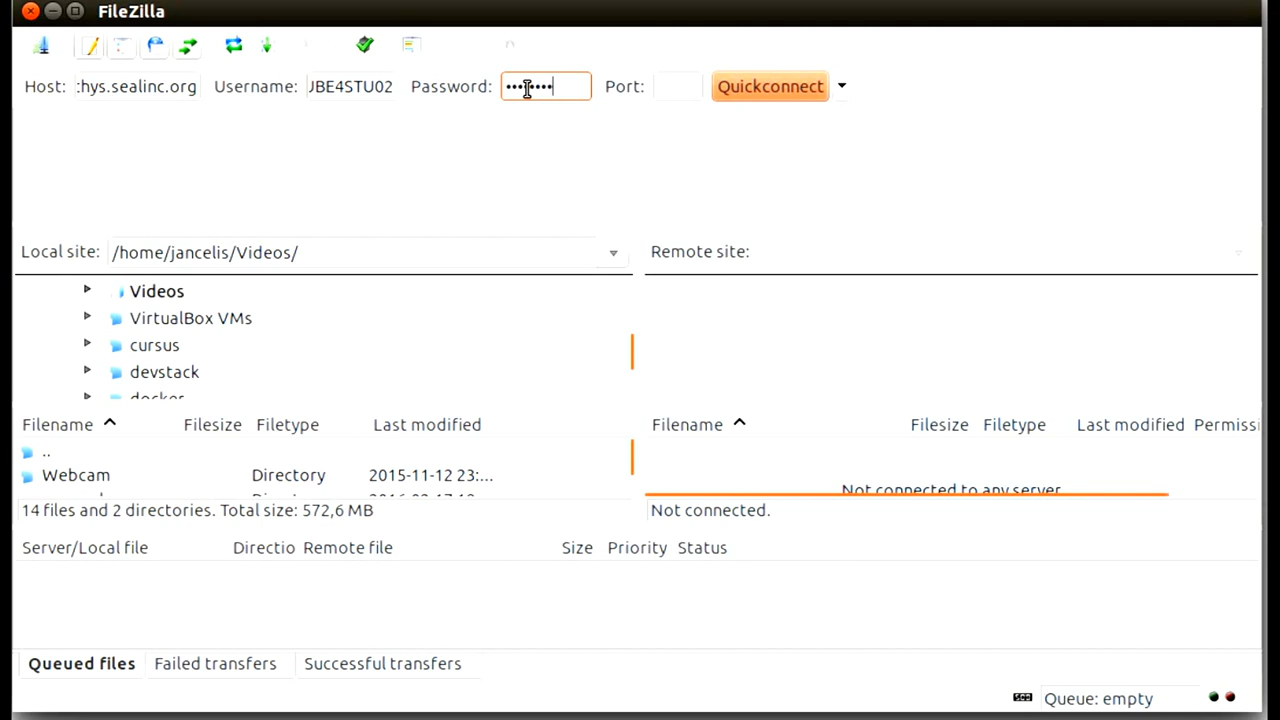 FileZilla
Host: :hys.sealinc.org Username: JBE4STU02 Password: •••••••• Port: Quickconnect
Local site: /home/jancelis/Videos/ Remote site:
Videos
VirtualBox VMs
cursus
devstack
docker
Filename Filesize Filetype Last modified Filename Filesize Filetype Last modified Permissi
..
Webcam Directory 2015-11-12 23:...
Not connected to any server
14 files and 2 directories. Total size: 572,6 MB Not connected.
Server/Local file Directio Remote file Size Priority Status
Queued files Failed transfers Successful transfers
Queue: empty